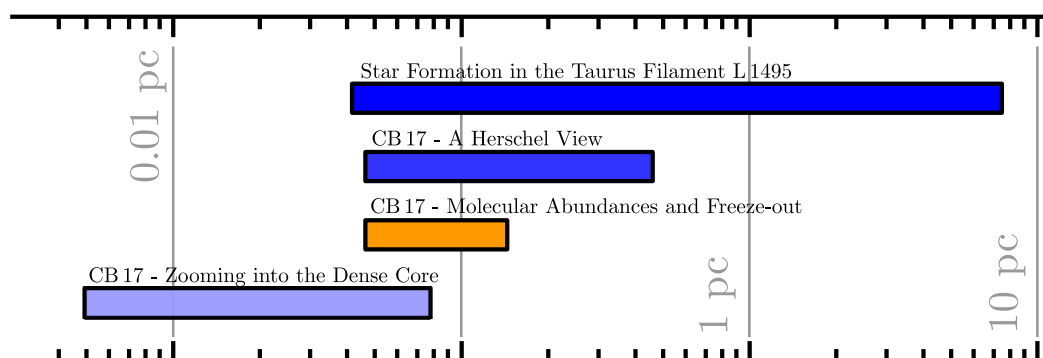 Star Formation in the Taurus Filament L 1495
0.01 pc
CB 17 - A Herschel View
CB 17 - Molecular Abundances and Freeze-out
CB 17 - Zooming into the Dense Core
1 pc
10 pc